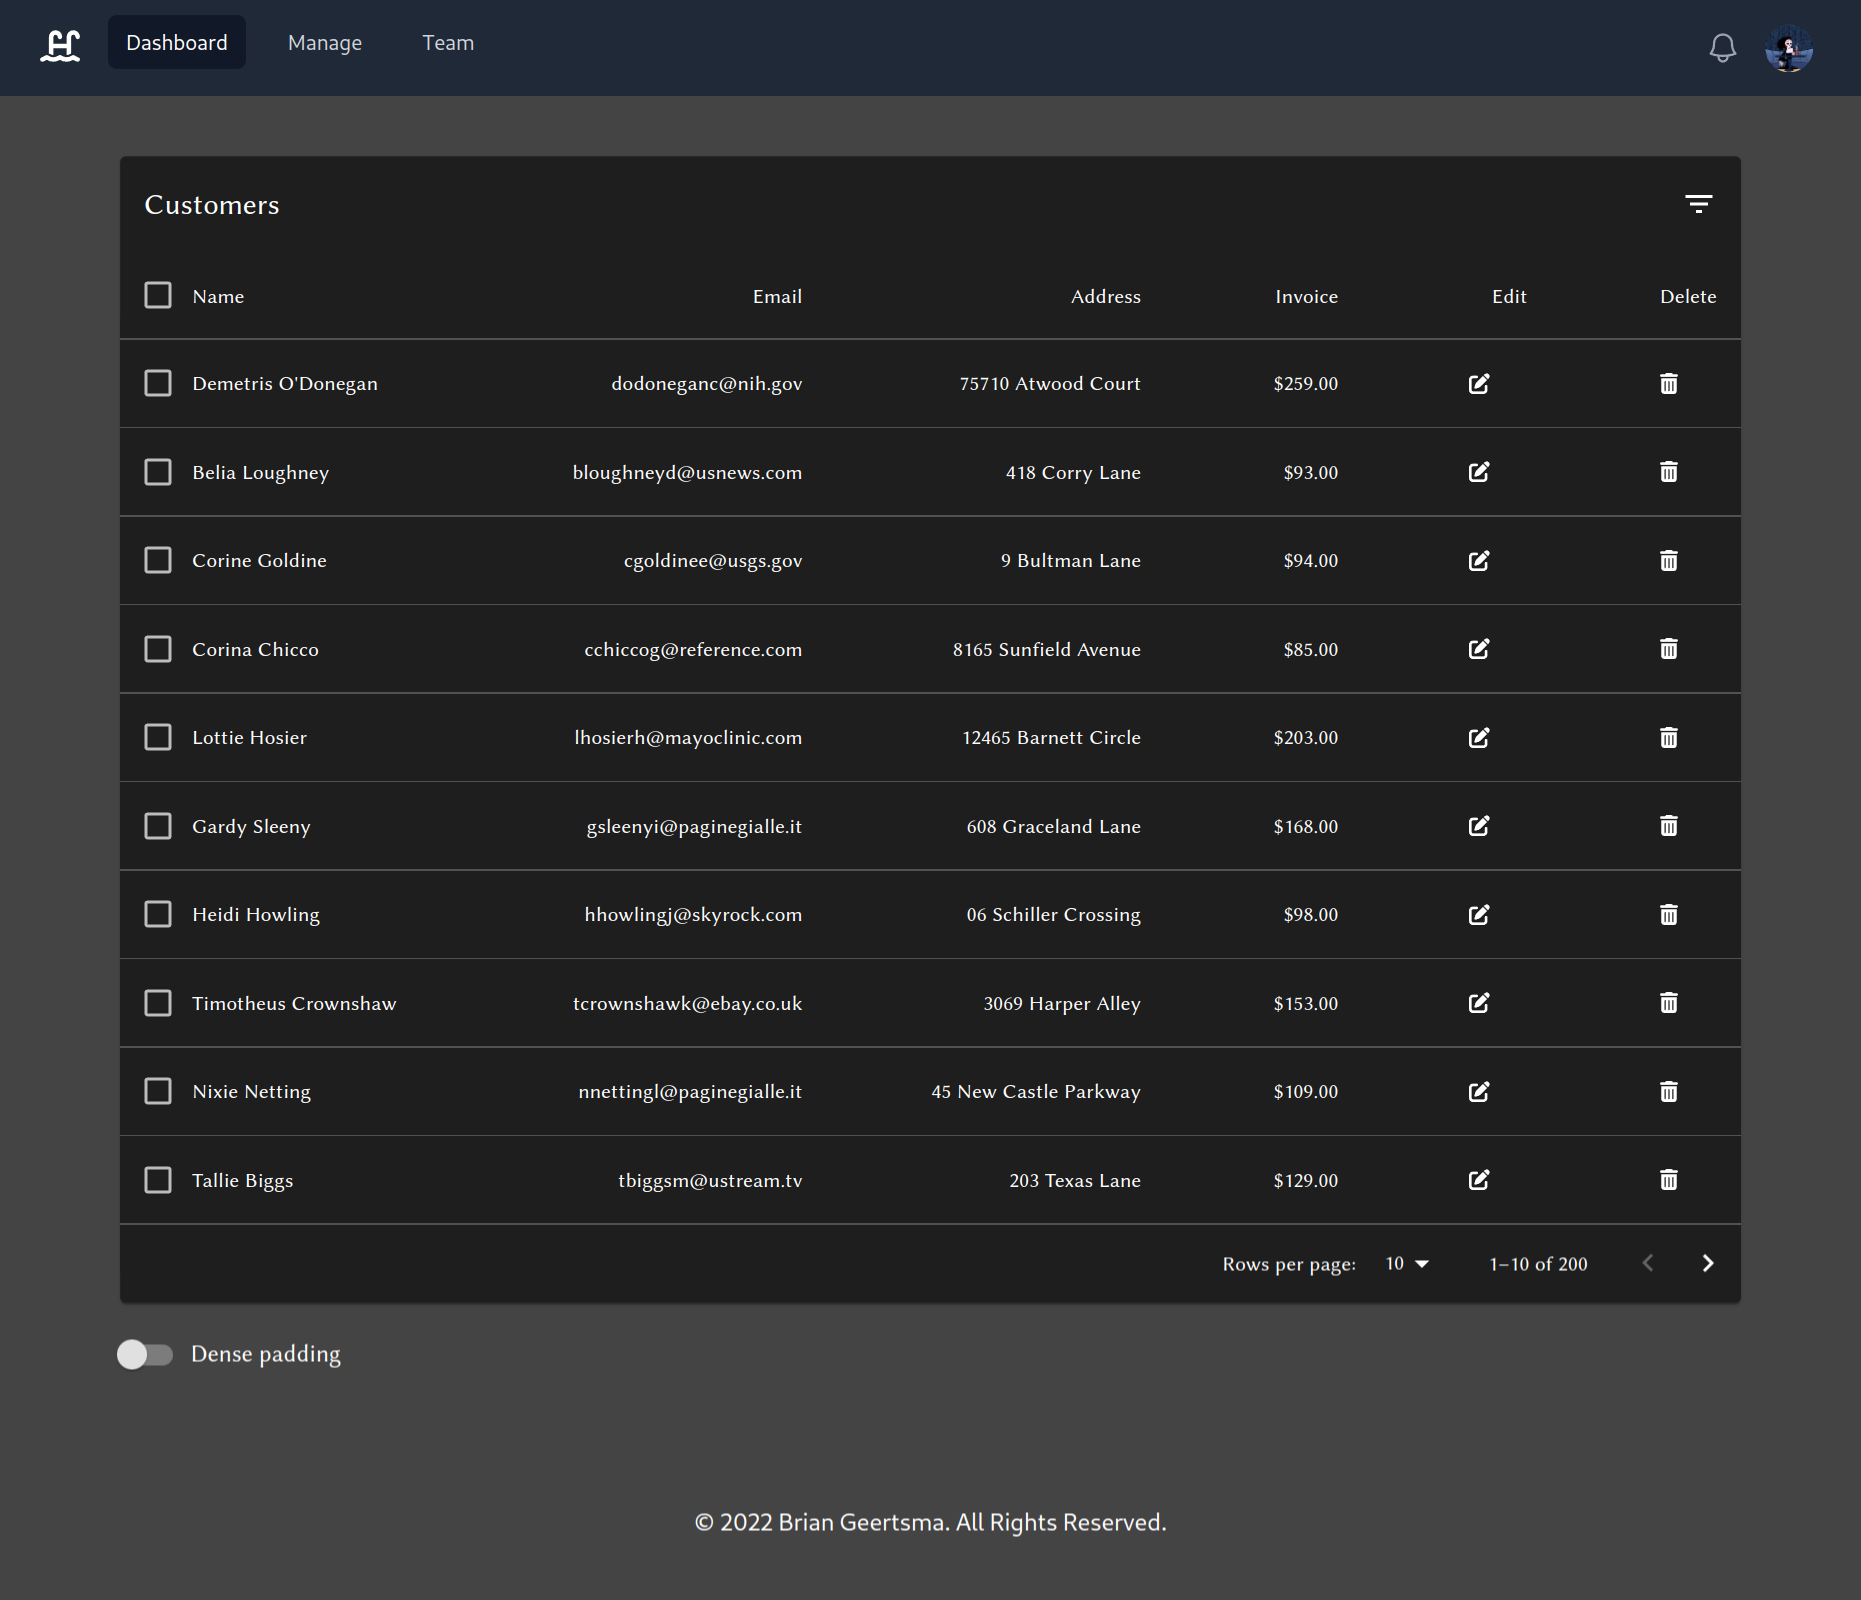 Dashboard Manage Team
Customers
Name Email Address Invoice Edit Delete
Demetris O'Donegan dodoneganc@nih.gov 75710 Atwood Court $259.00
Belia Loughney bloughneyd@usnews.com 418 Corry Lane $93.00
Corine Goldine cgoldinee@usgs.gov 9 Bultman Lane $94.00
Corina Chicco cchiccog@reference.com 8165 Sunfield Avenue $85.00
Lottie Hosier lhosierh@mayoclinic.com 12465 Barnett Circle $203.00
Gardy Sleeny gsleenyi@paginegialle.it 608 Graceland Lane $168.00
Heidi Howling hhowlingj@skyrock.com 06 Schiller Crossing $98.00
Timotheus Crownshaw tcrownshawk@ebay.co.uk 3069 Harper Alley $153.00
Nixie Netting nnettingl@paginegialle.it 45 New Castle Parkway $109.00
Tallie Biggs tbiggsm@ustream.tv 203 Texas Lane $129.00
Rows per page: 10 1–10 of 200
Dense padding
© 2022 Brian Geertsma. All Rights Reserved.